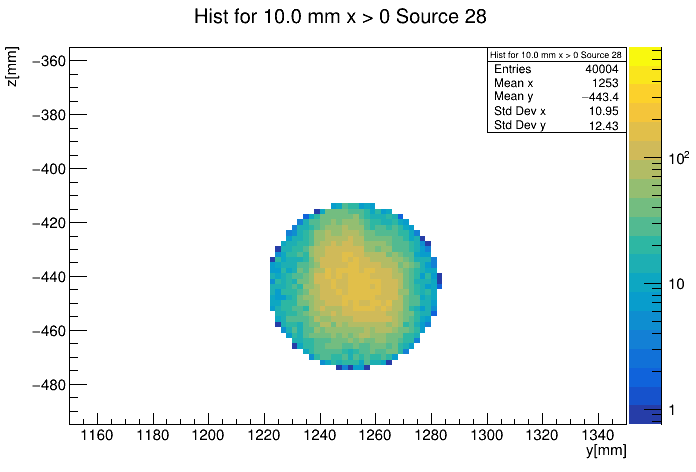 Hist for 10.0 mm x > 0 Source 28
z[mm]
−360
−380
−400
−420
−440
−460
−480
Hist for 10.0 mm x > 0 Source 28
Entries 40004
Mean x 1253
Mean y −443.4
Std Dev x 10.95
Std Dev y 12.43
10²
10
1
1160 1180 1200 1220 1240 1260 1280 1300 1320 1340
y[mm]